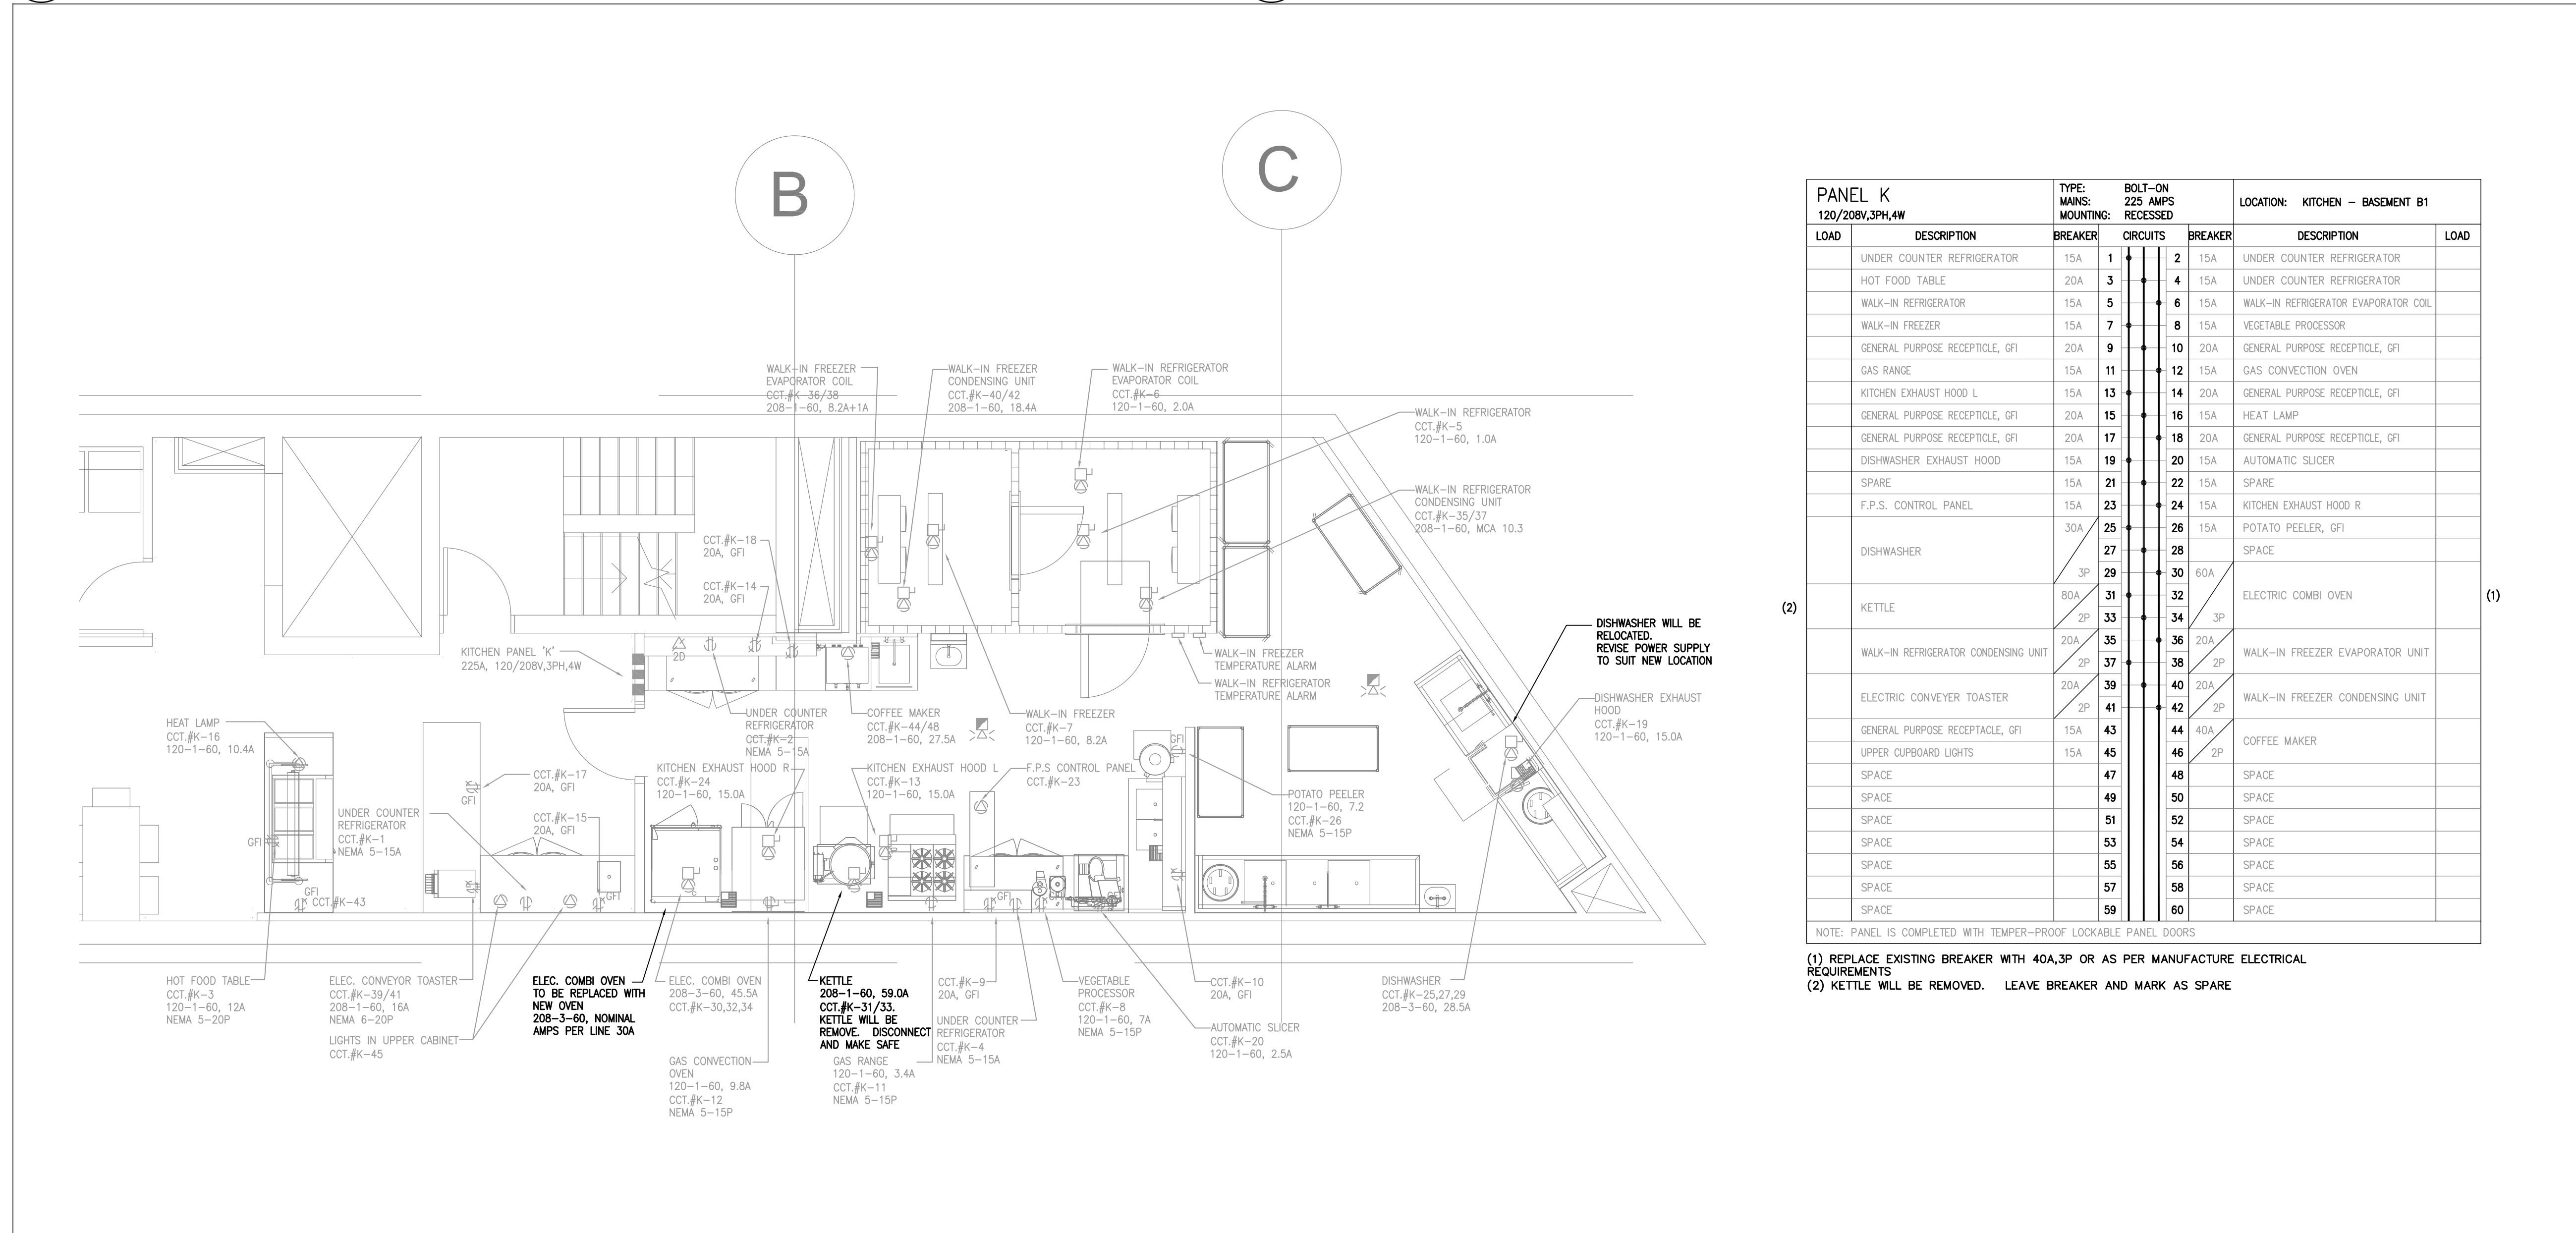 B
C
WALK-IN FREEZER
EVAPORATOR COIL
CCT.#K-36/38
208-1-60, 8.2A+1A
WALK-IN FREEZER
CONDENSING UNIT
CCT.#K-40/42
208-1-60, 18.4A
WALK-IN REFRIGERATOR
EVAPORATOR COIL
CCT.#K-6
120-1-60, 2.0A
WALK-IN REFRIGERATOR
CCT.#K-5
120-1-60, 1.0A
WALK-IN REFRIGERATOR
CONDENSING UNIT
CCT.#K-35/37
208-1-60, MCA 10.3
CCT.#K-18
20A, GFI
CCT.#K-14
20A, GFI
KITCHEN PANEL 'K'
225A, 120/208V,3PH,4W
2D
DISHWASHER WILL BE
RELOCATED.
REVISE POWER SUPPLY
TO SUIT NEW LOCATION
WALK-IN FREEZER
TEMPERATURE ALARM
WALK-IN REFRIGERATOR
TEMPERATURE ALARM
DISHWASHER EXHAUST
HOOD
CCT.#K-19
120-1-60, 15.0A
HEAT LAMP
CCT.#K-16
120-1-60, 10.4A
UNDER COUNTER
REFRIGERATOR
CCT.#K-2
NEMA 5-15A
COFFEE MAKER
CCT.#K-44/48
208-1-60, 27.5A
WALK-IN FREEZER
CCT.#K-7
120-1-60, 8.2A
GFI
CCT.#K-17
20A, GFI
GFI
KITCHEN EXHAUST HOOD R
CCT.#K-24
120-1-60, 15.0A
KITCHEN EXHAUST HOOD L
CCT.#K-13
120-1-60, 15.0A
F.P.S CONTROL PANEL
CCT.#K-23
POTATO PEELER
120-1-60, 7.2
CCT.#K-26
NEMA 5-15P
UNDER COUNTER
REFRIGERATOR
CCT.#K-1
NEMA 5-15A
CCT.#K-15
20A, GFI
GFI
GFI
CCT.#K-43
GFI
GFI
GFI
GFI
HOT FOOD TABLE
CCT.#K-3
120-1-60, 12A
NEMA 5-20P
ELEC. CONVEYOR TOASTER
CCT.#K-39/41
208-1-60, 16A
NEMA 6-20P
LIGHTS IN UPPER CABINET
CCT.#K-45
ELEC. COMBI OVEN
TO BE REPLACED WITH
NEW OVEN
208-3-60, NOMINAL
AMPS PER LINE 30A
ELEC. COMBI OVEN
208-3-60, 45.5A
CCT.#K-30,32,34
GAS CONVECTION
OVEN
120-1-60, 9.8A
CCT.#K-12
NEMA 5-15P
KETTLE
208-1-60, 59.0A
CCT.#K-31/33.
KETTLE WILL BE
REMOVE. DISCONNECT
AND MAKE SAFE
GAS RANGE
120-1-60, 3.4A
CCT.#K-11
NEMA 5-15P
CCT.#K-9
20A, GFI
UNDER COUNTER
REFRIGERATOR
CCT.#K-4
NEMA 5-15A
VEGETABLE
PROCESSOR
CCT.#K-8
120-1-60, 7A
NEMA 5-15P
CCT.#K-10
20A, GFI
AUTOMATIC SLICER
CCT.#K-20
120-1-60, 2.5A
DISHWASHER
CCT.#K-25,27,29
208-3-60, 28.5A
PANEL K
120/208V,3PH,4W
TYPE: BOLT-ON
MAINS: 225 AMPS
MOUNTING: RECESSED
LOCATION: KITCHEN - BASEMENT B1
LOAD DESCRIPTION BREAKER CIRCUITS BREAKER DESCRIPTION LOAD
UNDER COUNTER REFRIGERATOR 15A 1 2 15A UNDER COUNTER REFRIGERATOR
HOT FOOD TABLE 20A 3 4 15A UNDER COUNTER REFRIGERATOR
WALK-IN REFRIGERATOR 15A 5 6 15A WALK-IN REFRIGERATOR EVAPORATOR COIL
WALK-IN FREEZER 15A 7 8 15A VEGETABLE PROCESSOR
GENERAL PURPOSE RECEPTICLE, GFI 20A 9 10 20A GENERAL PURPOSE RECEPTICLE, GFI
GAS RANGE 15A 11 12 15A GAS CONVECTION OVEN
KITCHEN EXHAUST HOOD L 15A 13 14 20A GENERAL PURPOSE RECEPTICLE, GFI
GENERAL PURPOSE RECEPTICLE, GFI 20A 15 16 15A HEAT LAMP
GENERAL PURPOSE RECEPTICLE, GFI 20A 17 18 20A GENERAL PURPOSE RECEPTICLE, GFI
DISHWASHER EXHAUST HOOD 15A 19 20 15A AUTOMATIC SLICER
SPARE 15A 21 22 15A SPARE
F.P.S. CONTROL PANEL 15A 23 24 15A KITCHEN EXHAUST HOOD R
30A 25 26 15A POTATO PEELER, GFI
DISHWASHER 27 28 SPACE
3P 29 30 60A
80A 31 32 ELECTRIC COMBI OVEN (1)
(2) KETTLE
2P 33 34 3P
20A 35 36 20A
WALK-IN REFRIGERATOR CONDENSING UNIT WALK-IN FREEZER EVAPORATOR UNIT
2P 37 38 2P
20A 39 40 20A
ELECTRIC CONVEYER TOASTER WALK-IN FREEZER CONDENSING UNIT
2P 41 42 2P
GENERAL PURPOSE RECEPTACLE, GFI 15A 43 44 40A
COFFEE MAKER
UPPER CUPBOARD LIGHTS 15A 45 46 2P
SPACE 47 48 SPACE
SPACE 49 50 SPACE
SPACE 51 52 SPACE
SPACE 53 54 SPACE
SPACE 55 56 SPACE
SPACE 57 58 SPACE
SPACE 59 60 SPACE
NOTE: PANEL IS COMPLETED WITH TEMPER-PROOF LOCKABLE PANEL DOORS
(1) REPLACE EXISTING BREAKER WITH 40A,3P OR AS PER MANUFACTURE ELECTRICAL
REQUIREMENTS
(2) KETTLE WILL BE REMOVED. LEAVE BREAKER AND MARK AS SPARE